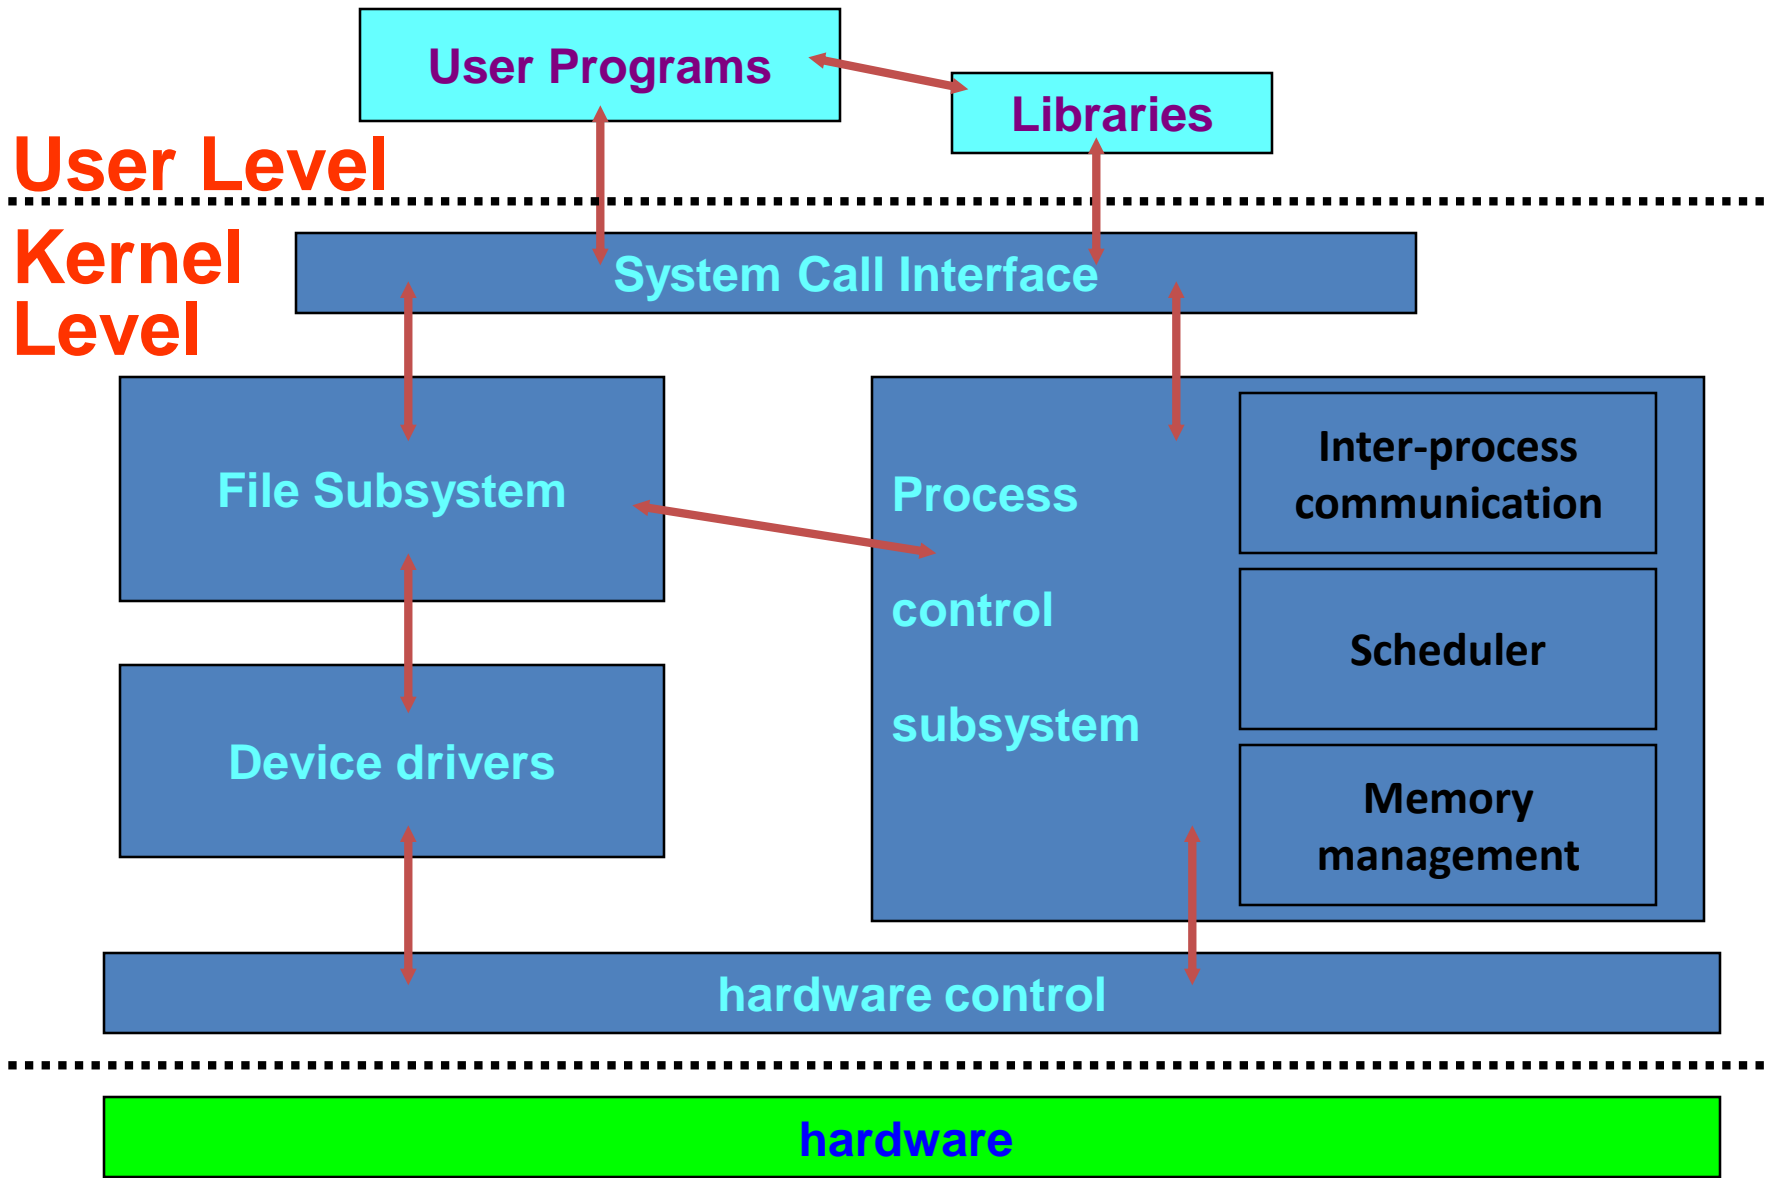 User Programs
Libraries
User Level
Kernel
Level
System Call Interface
File Subsystem
Process
control
subsystem
Inter-process
communication
Scheduler
Memory
management
Device drivers
hardware control
hardware